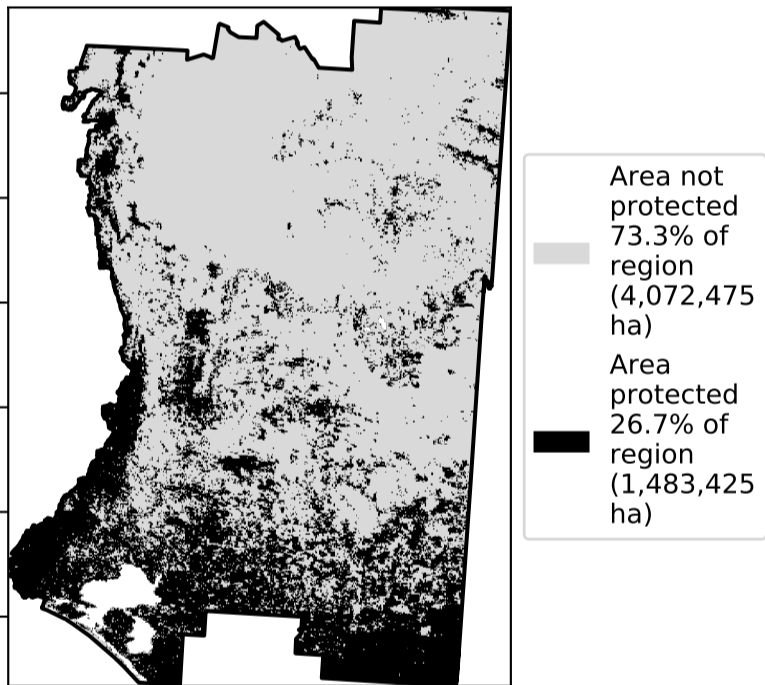 Area not
protected
73.3% of
region
(4,072,475
ha)
Area
protected
26.7% of
region
(1,483,425
ha)